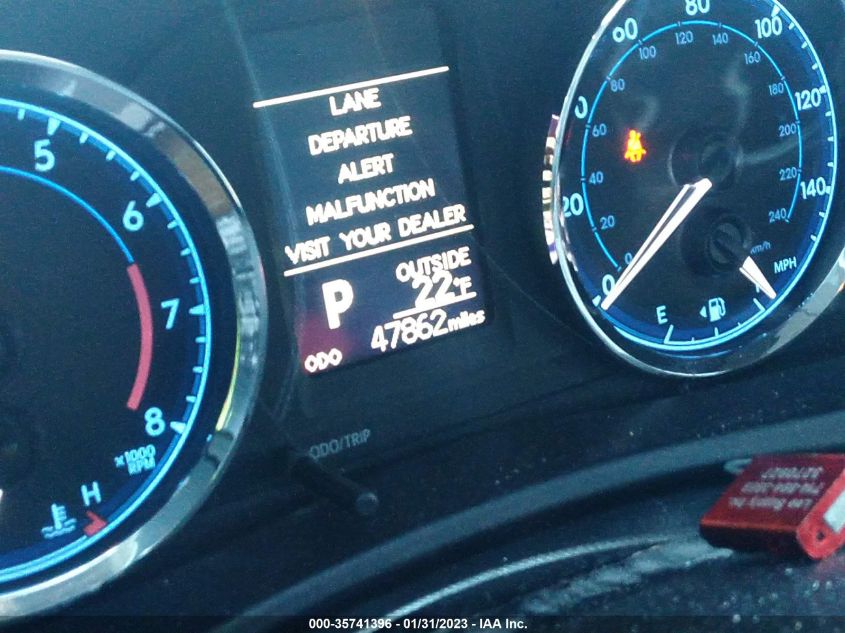 5
6
7
8
x1000
RPM
H
LANE
DEPARTURE
ALERT
MALFUNCTION
VISIT YOUR DEALER
P
OUTSIDE
22°F
ODO 47862 miles
ODO/TRIP
0
20
60
80
100
120
140
MPH
0
20
40
60
80
100
120
140
160
180
200
220
240
km/h
E
000-35741396 - 01/31/2023 - IAA Inc.